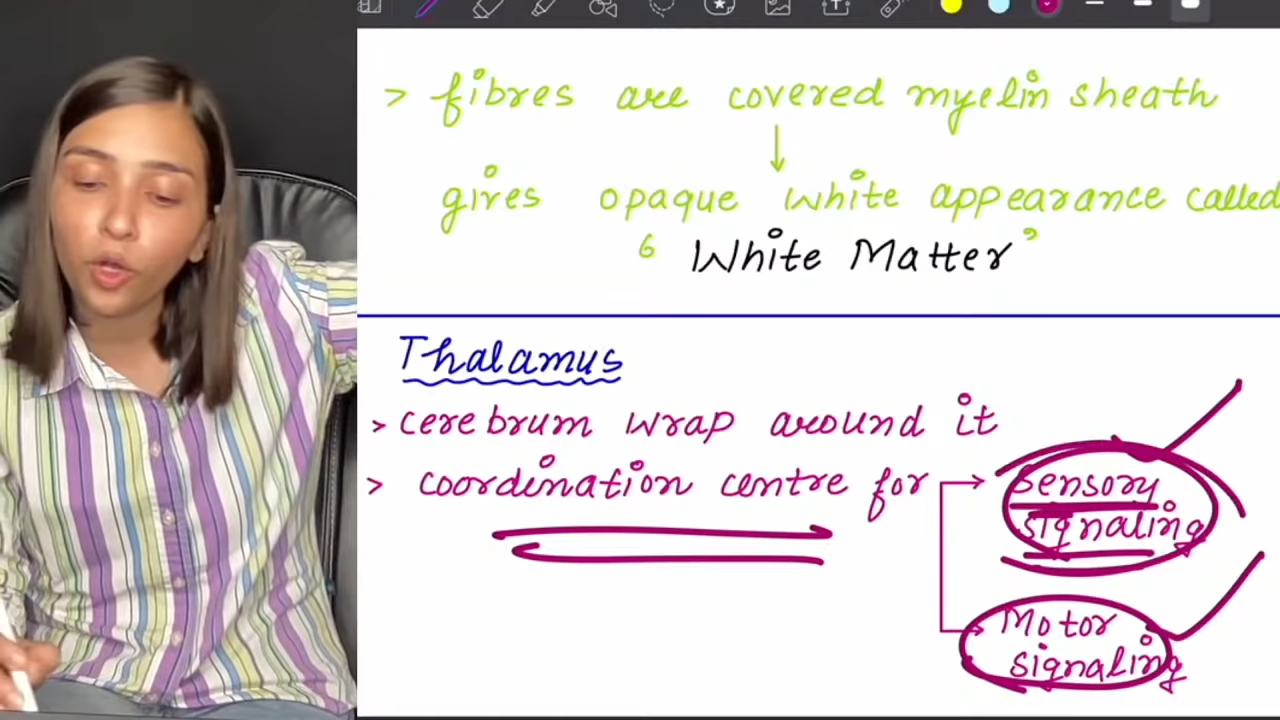 > fibres are covered myelin sheath
↓
gives opaque white appearance called
‘ White Matter ’
Thalamus
> cerebrum wrap around it
> coordination centre for → Sensory
signaling
→ Motor
signaling